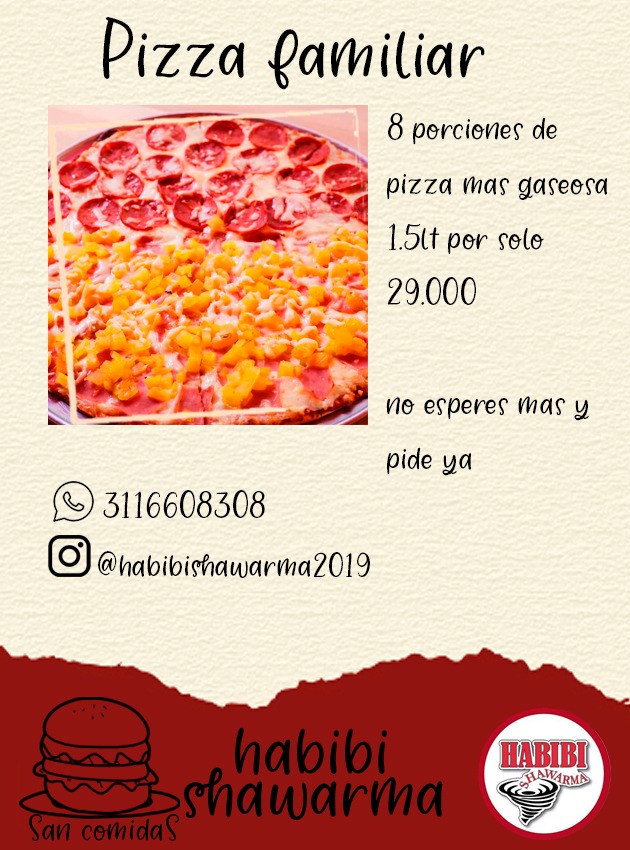 Pizza familiar
8 porciones de
pizza mas gaseosa
1.5lt por solo
29.000
no esperes mas y
pide ya
3116608308
@habibishawarma2019
San comidaS
habibi
shawarma
HABIBI
SHAWARMA